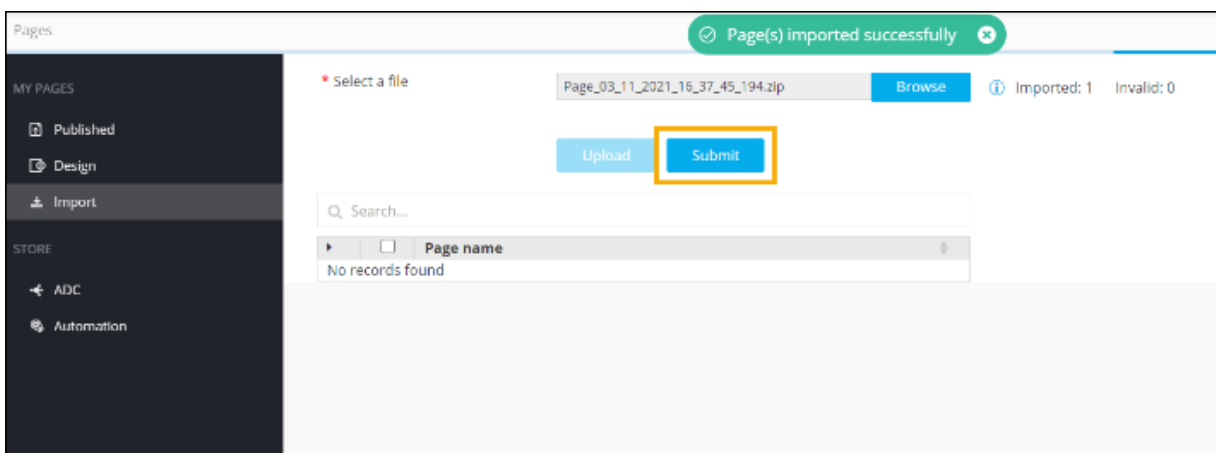 Pages
Page(s) imported successfully
MY PAGES
Published
Design
Import
STORE
ADC
Automation
* Select a file
Page_03_11_2021_16_37_45_194.zip
Browse
Imported: 1 Invalid: 0
Upload
Submit
Search...
Page name
No records found